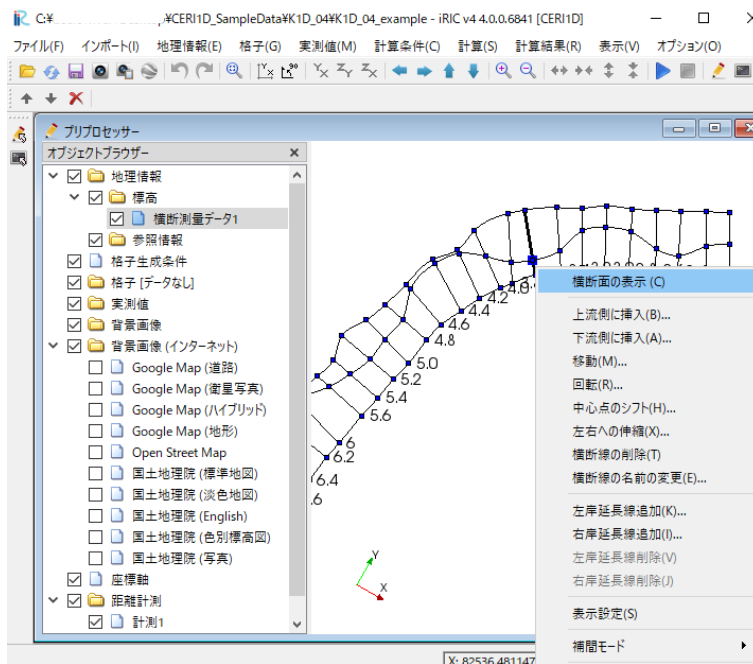 C:¥ ¥CERI1D_SampleData¥K1D_04¥K1D_04_example - iRIC v4 4.0.0.6841 [CERI1D]
ファイル(F) インポート(I) 地理情報(E) 格子(G) 実測値(M) 計算条件(C) 計算(S) 計算結果(R) 表示(V) オプション(O)
プリプロセッサー
オブジェクトブラウザー
地理情報
標高
横断測量データ1
参照情報
格子生成条件
格子 [データなし]
実測値
背景画像
背景画像 (インターネット)
Google Map (道路)
Google Map (衛星写真)
Google Map (ハイブリッド)
Google Map (地形)
Open Street Map
国土地理院 (標準地図)
国土地理院 (淡色地図)
国土地理院 (English)
国土地理院 (色別標高図)
国土地理院 (写真)
座標軸
距離計測
計測1
4.0
4.2
4.4
4.6
4.8
5.0
5.2
5.4
5.6
6
6.2
6.4
.6
Y
X
横断面の表示 (C)
上流側に挿入(B)...
下流側に挿入(A)...
移動(M)...
回転(R)...
中心点のシフト(H)...
左右への伸縮(X)...
横断線の削除(T)
横断線の名前の変更(E)...
左岸延長線追加(K)...
右岸延長線追加(I)...
左岸延長線削除(V)
右岸延長線削除(J)
表示設定(S)
補間モード
X: 82536.481147